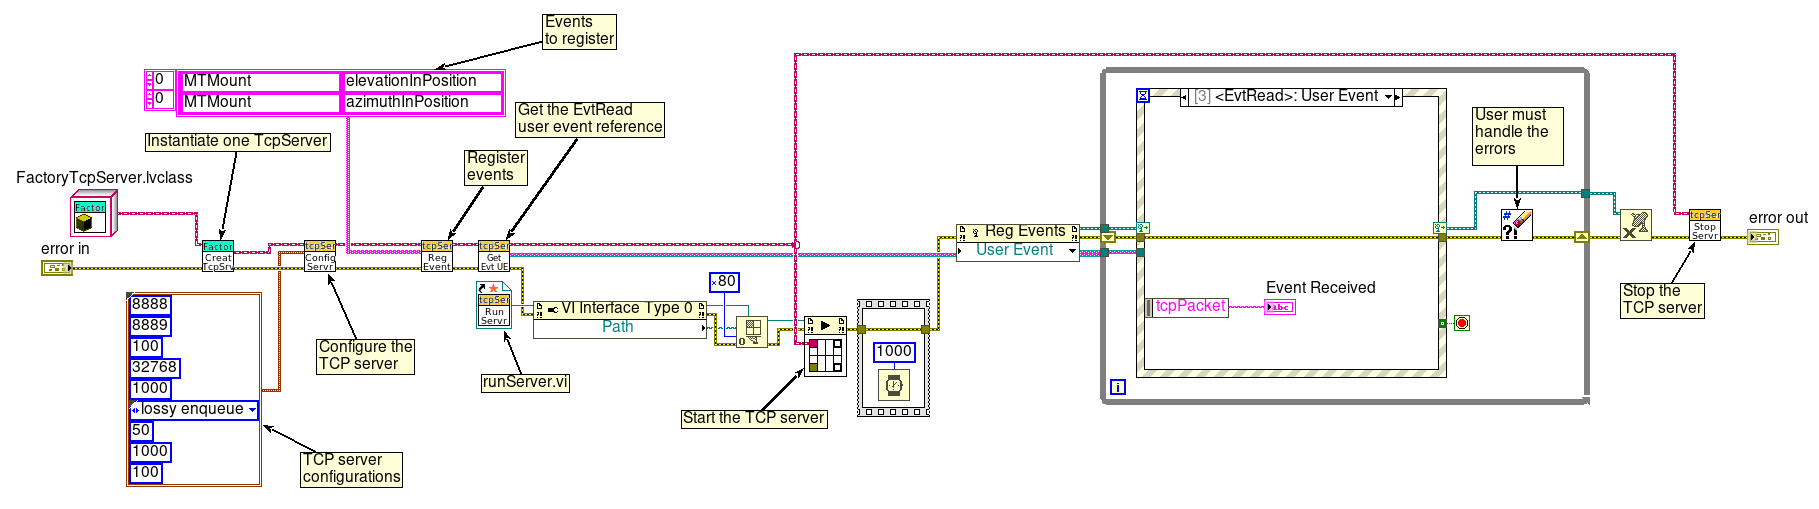 Events
to register
0
MTMount
elevationInPosition
0
MTMount
azimuthInPosition
Get the EvtRead
user event reference
Instantiate one TcpServer
Register
events
FactoryTcpServer.lvclass
Factor
error in
Factor
Creat
TcpSrv
tcpSer
Config
Servr
tcpSer
Reg
Event
tcpSer
Get
Evt UE
tcpSer
Run
Servr
VI Interface Type 0
Path
×80
0
8888
8889
100
32768
1000
lossy enqueue
50
1000
100
Configure the
TCP server
TCP server
configurations
runServer.vi
Start the TCP server
1000
Reg Events
User Event
[3] <EvtRead>: User Event
tcpPacket
Event Received
abc
i
User must
handle the
errors
#
?!
X
tcpSer
Stop
Servr
error out
Stop the
TCP server